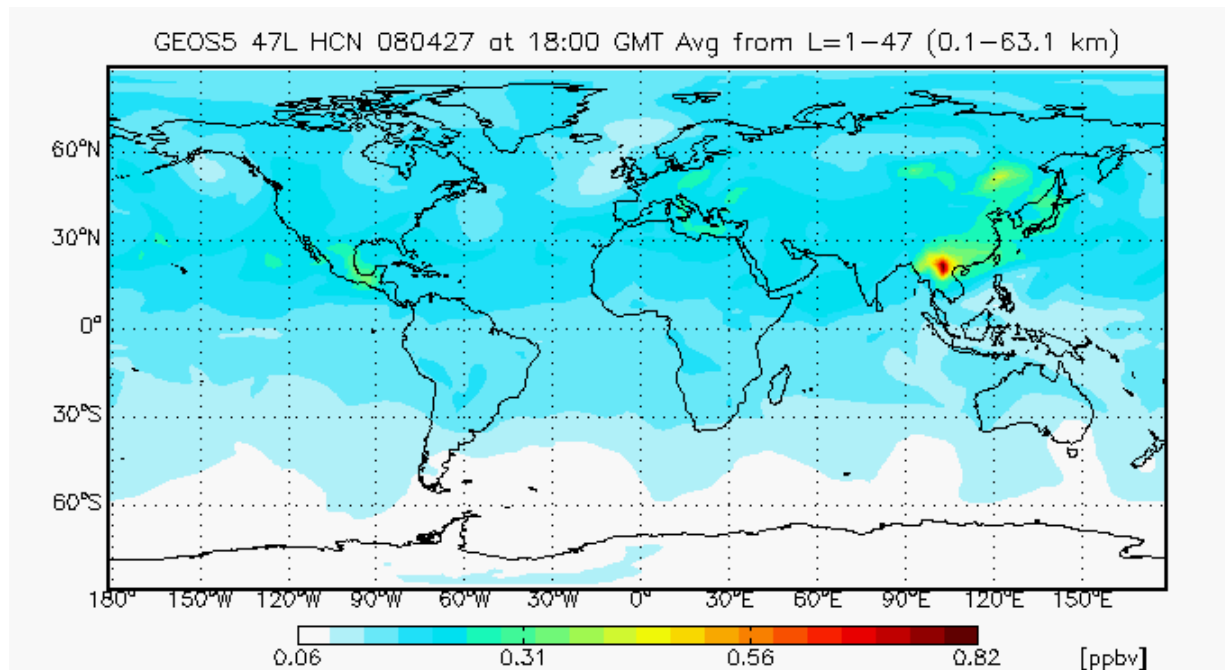 GEOS5 47L HCN 080427 at 18:00 GMT Avg from L=1-47 (0.1-63.1 km)
60°N
30°N
0°
30°S
60°S
180° 150°W 120°W 90°W 60°W 30°W 0° 30°E 60°E 90°E 120°E 150°E
0.06 0.31 0.56 0.82 [ppbv]